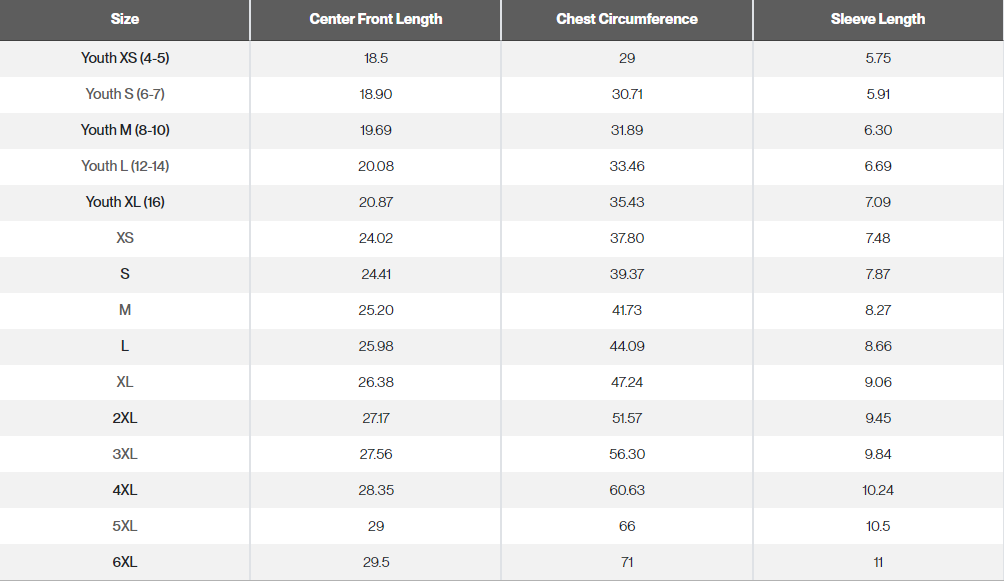 Size Center Front Length Chest Circumference Sleeve Length
Youth XS (4-5) 18.5 29 5.75
Youth S (6-7) 18.90 30.71 5.91
Youth M (8-10) 19.69 31.89 6.30
Youth L (12-14) 20.08 33.46 6.69
Youth XL (16) 20.87 35.43 7.09
XS 24.02 37.80 7.48
S 24.41 39.37 7.87
M 25.20 41.73 8.27
L 25.98 44.09 8.66
XL 26.38 47.24 9.06
2XL 27.17 51.57 9.45
3XL 27.56 56.30 9.84
4XL 28.35 60.63 10.24
5XL 29 66 10.5
6XL 29.5 71 11